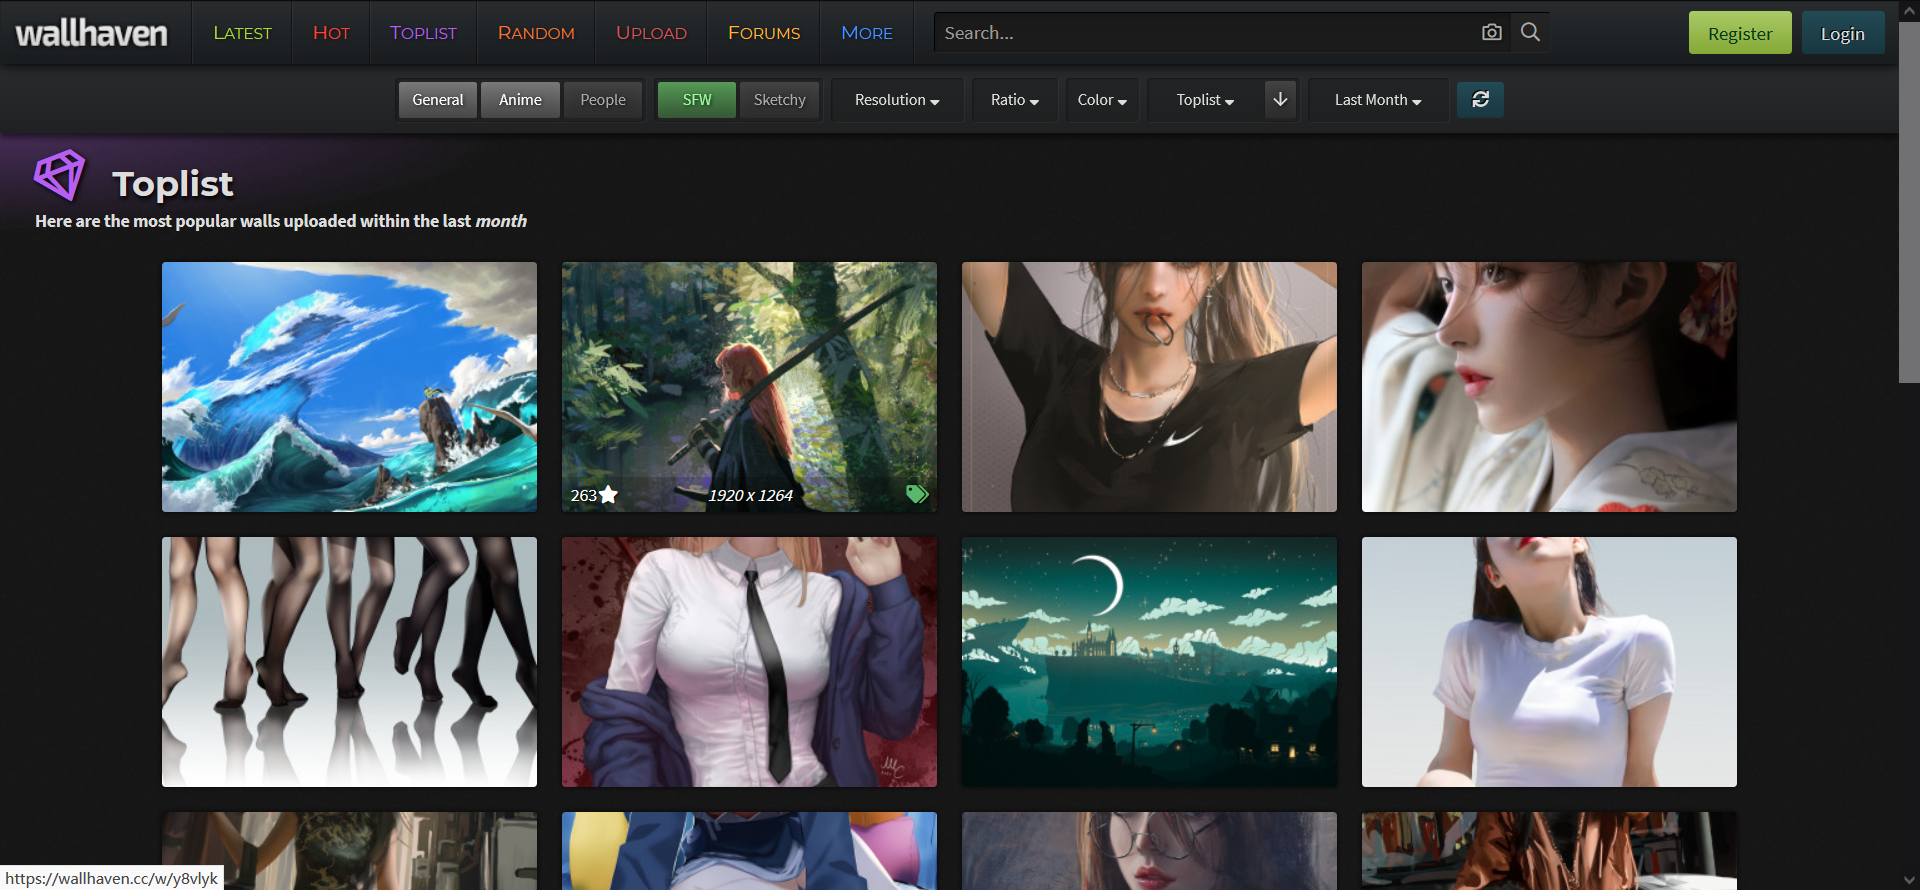 wallhaven
Latest
Hot
Toplist
Random
Upload
Forums
More
Search...
Register
Login
General
Anime
People
SFW
Sketchy
Resolution
Ratio
Color
Toplist
Last Month
Toplist
Here are the most popular walls uploaded within the last month
263
1920 x 1264
https://wallhaven.cc/w/y8vlyk